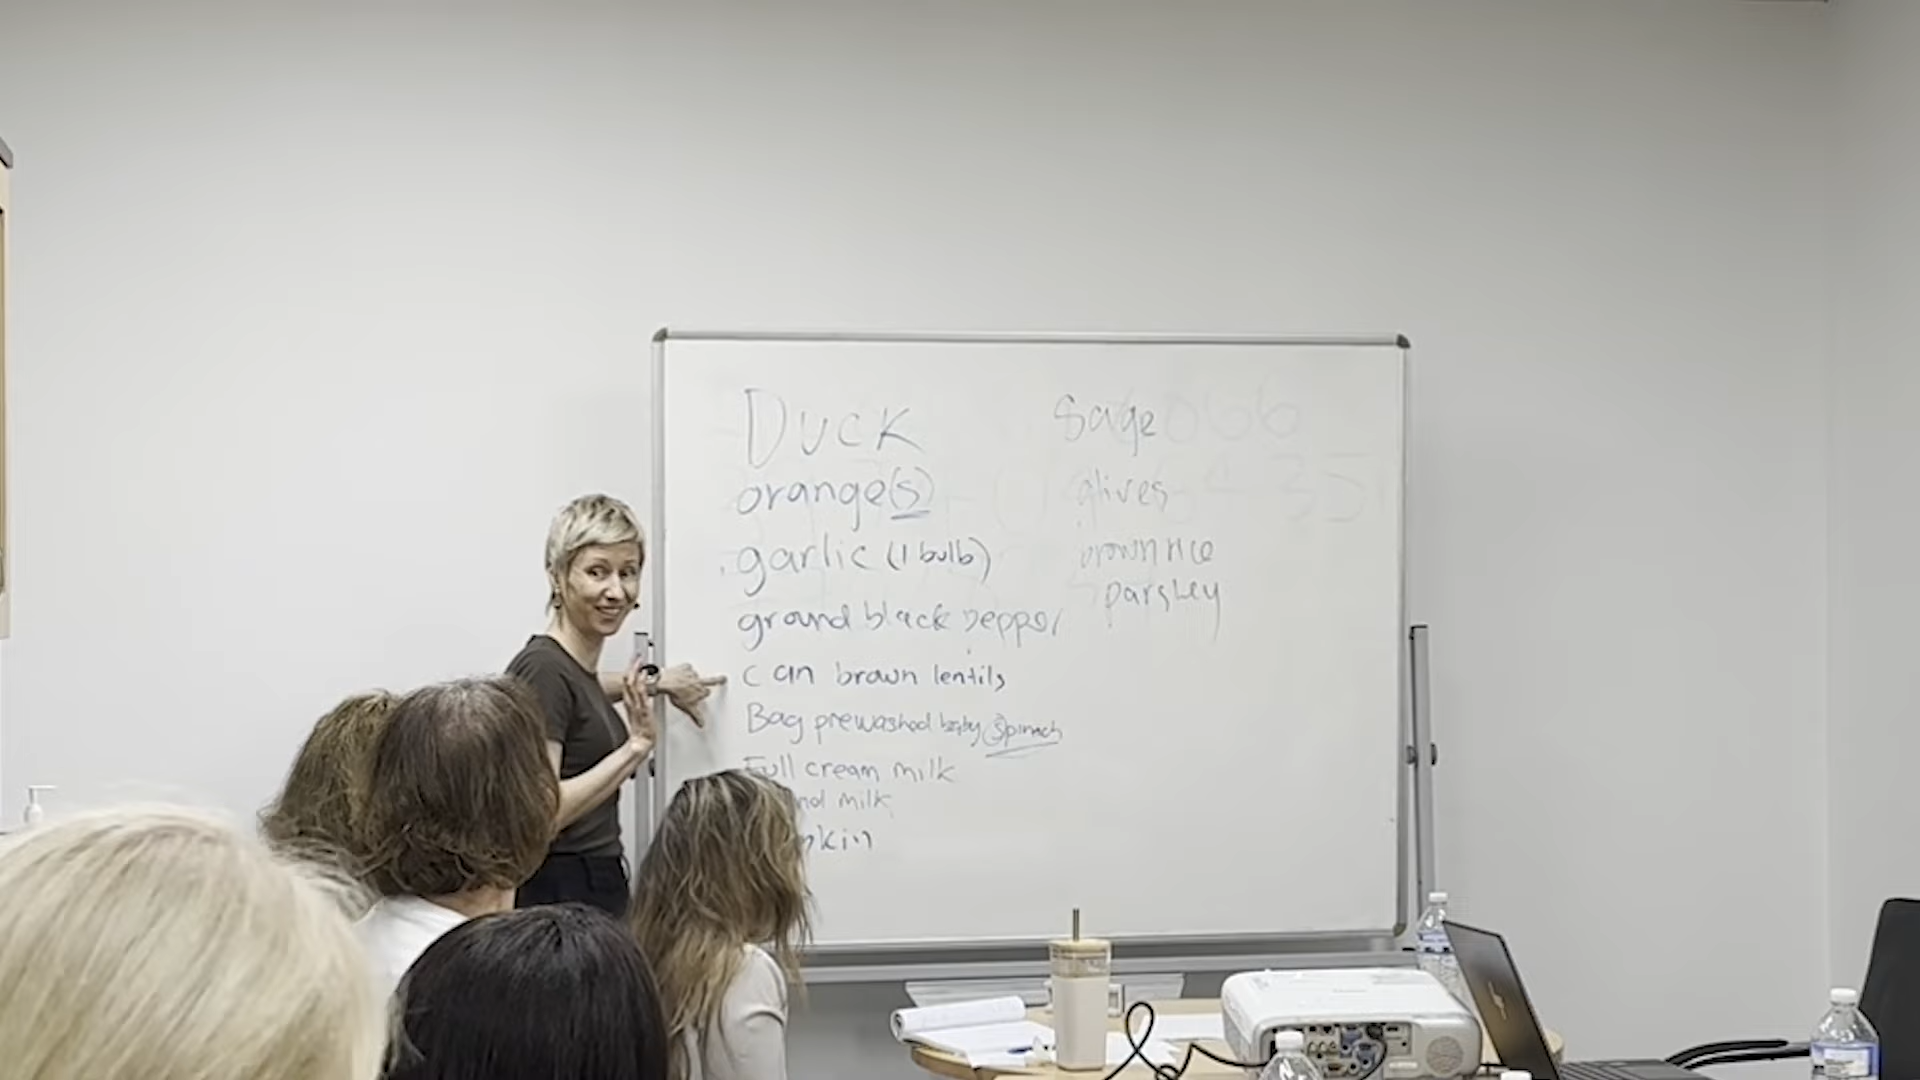 Duck
orange(s)
garlic (1 bulb)
ground black pepper
can brown lentils
Bag prewashed baby spinach
Full cream milk
milk
Sage
olives
brown rice
parsley